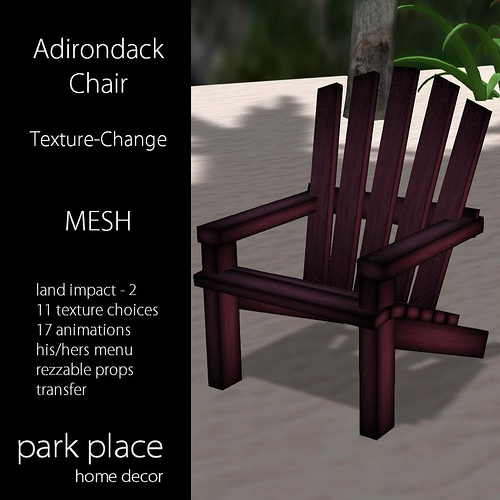 Adirondack
Chair
Texture-Change
MESH
land impact - 2
11 texture choices
17 animations
his/hers menu
rezzable props
transfer
park place
home decor